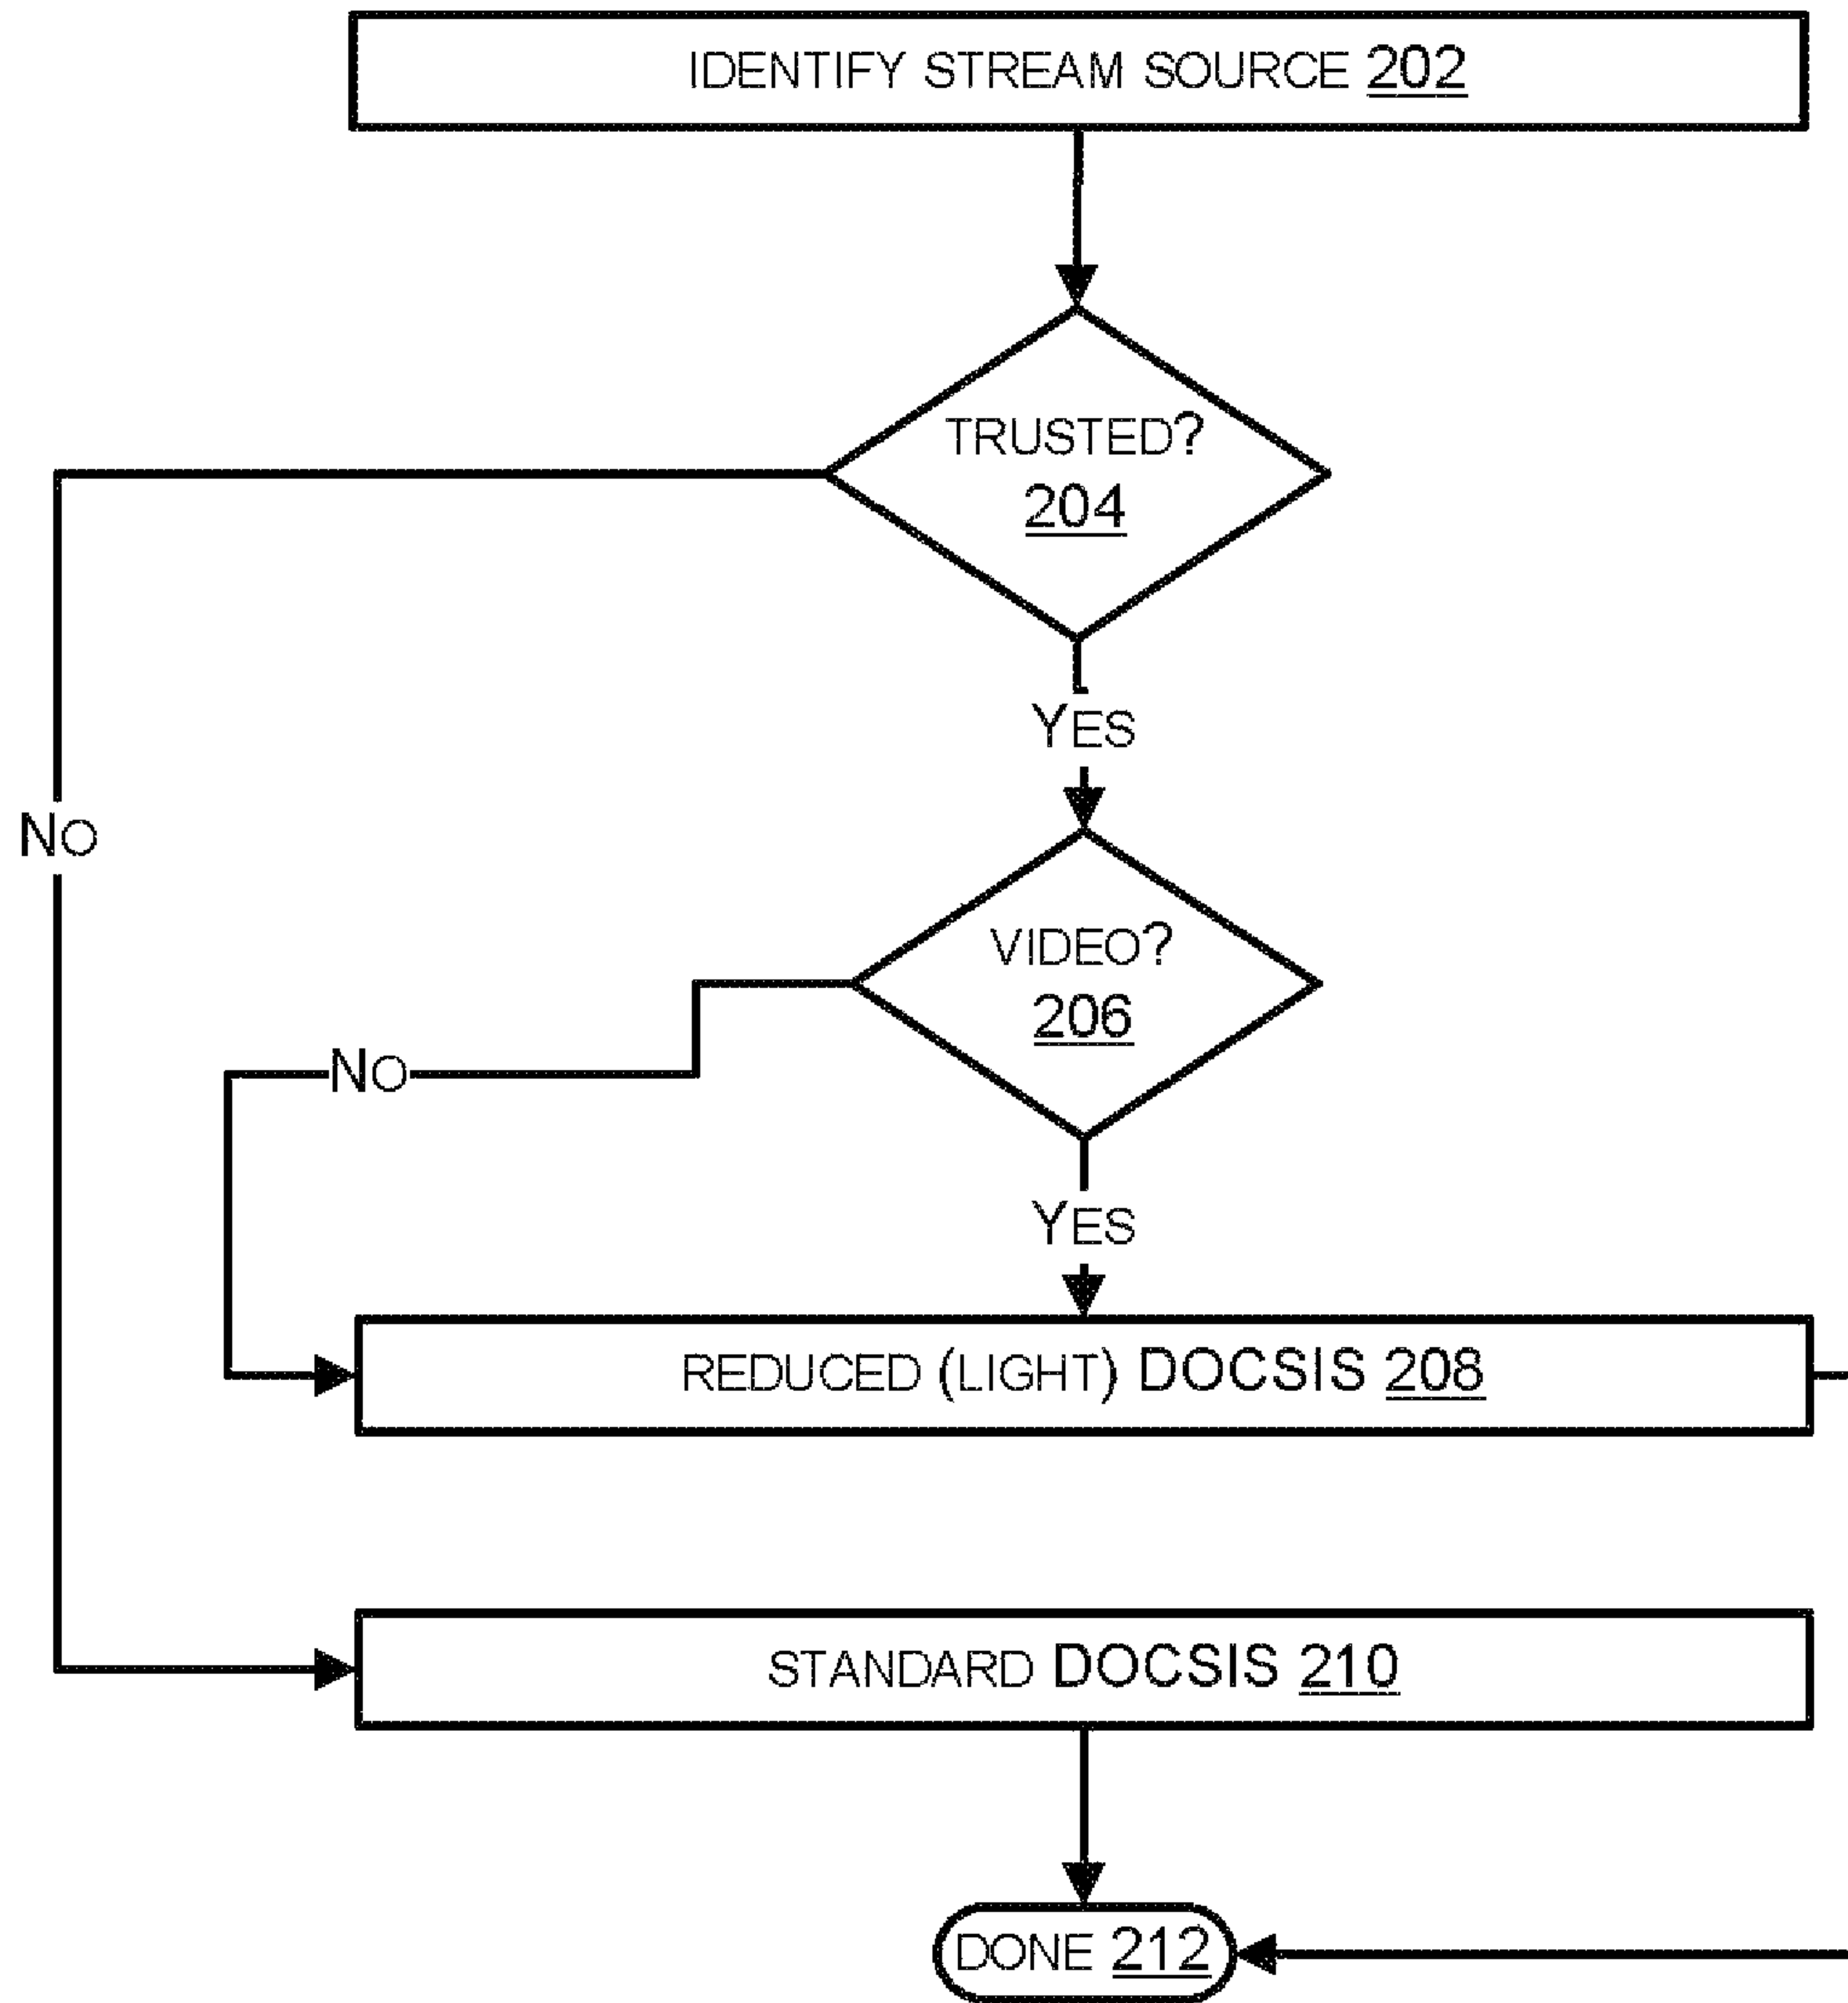 IDENTIFY STREAM SOURCE 202
TRUSTED?
204
YES
NO
VIDEO?
206
NO
YES
REDUCED (LIGHT) DOCSIS 208
STANDARD DOCSIS 210
DONE 212